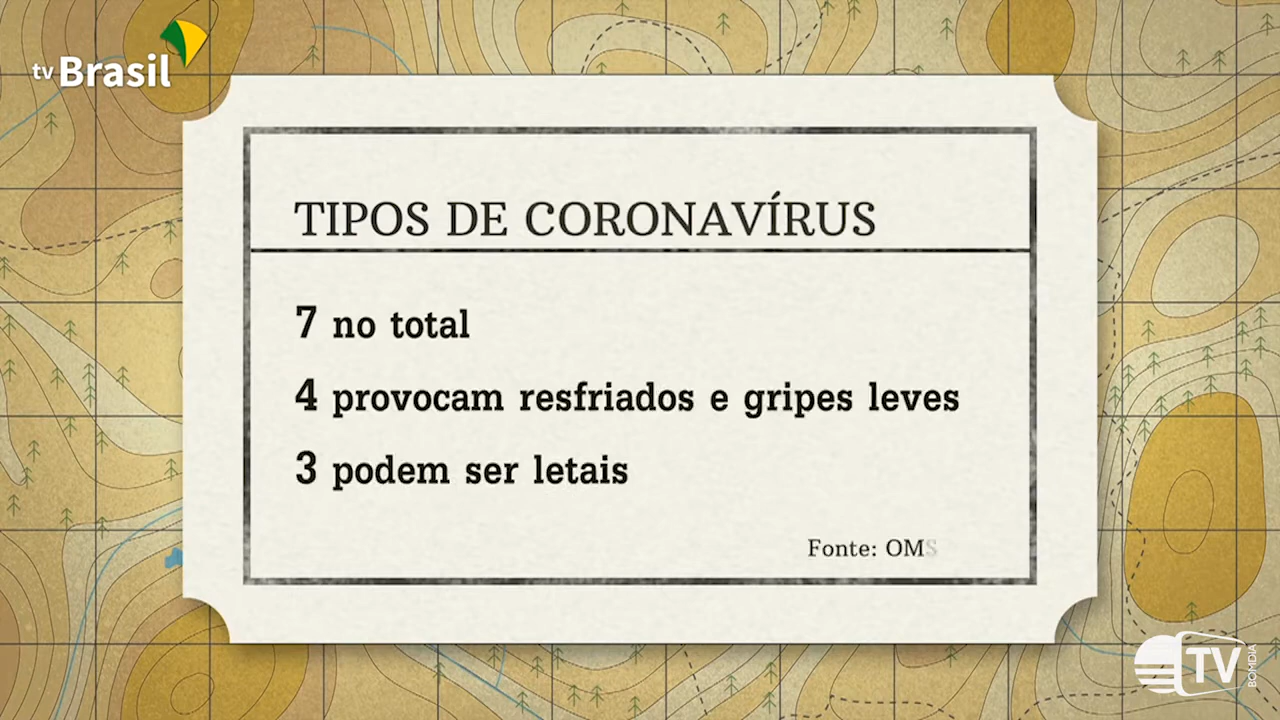 tv Brasil
TIPOS DE CORONAVÍRUS
7 no total
4 provocam resfriados e gripes leves
3 podem ser letais
Fonte: OMS
TV BOMDIA